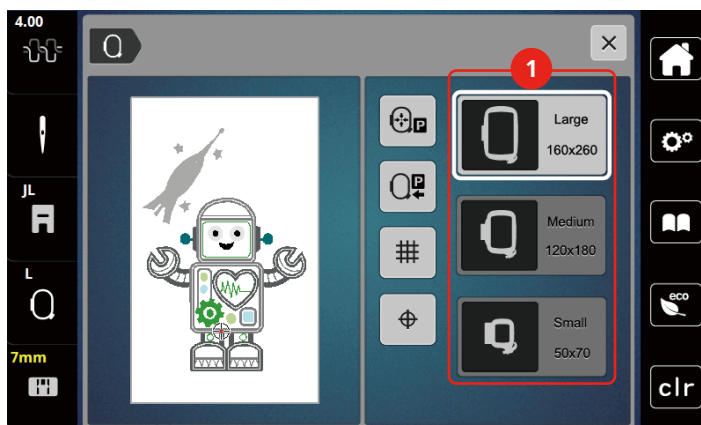 4.00
1
P
Large
160x260
P
JL
Medium
120x180
L
eco
Small
50x70
7mm
clr